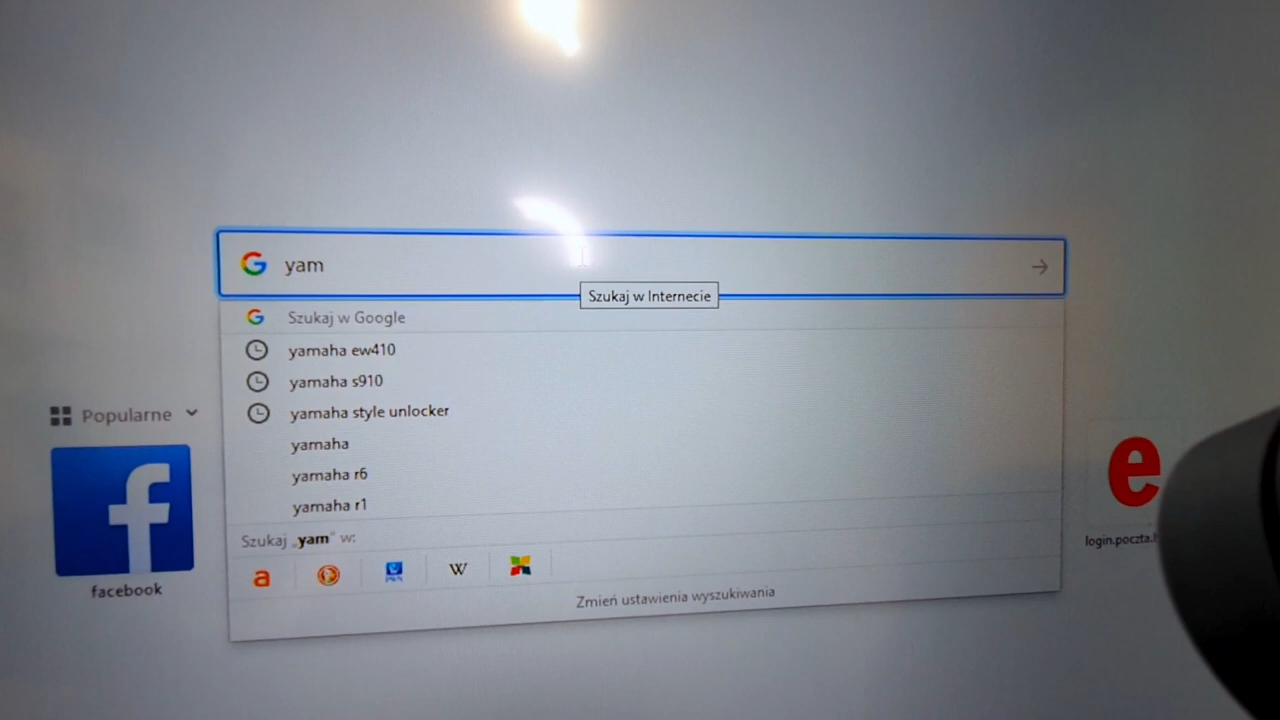 yam
Szukaj w Internecie
Szukaj w Google
yamaha ew410
yamaha s910
yamaha style unlocker
yamaha
yamaha r6
yamaha r1
Szukaj „yam” w:
a W
Zmień ustawienia wyszukiwania
Popularne
f
facebook
e
login.poczta.